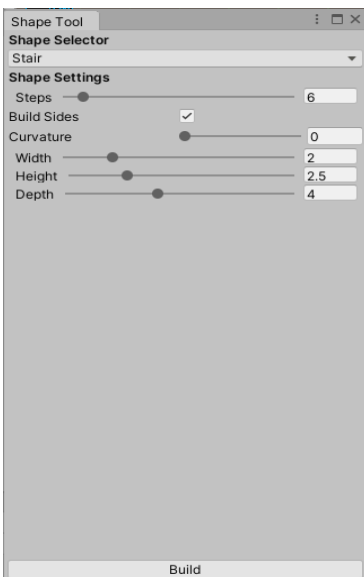 Shape Tool
Shape Selector
Stair
Shape Settings
Steps 6
Build Sides
Curvature 0
Width 2
Height 2.5
Depth 4
Build